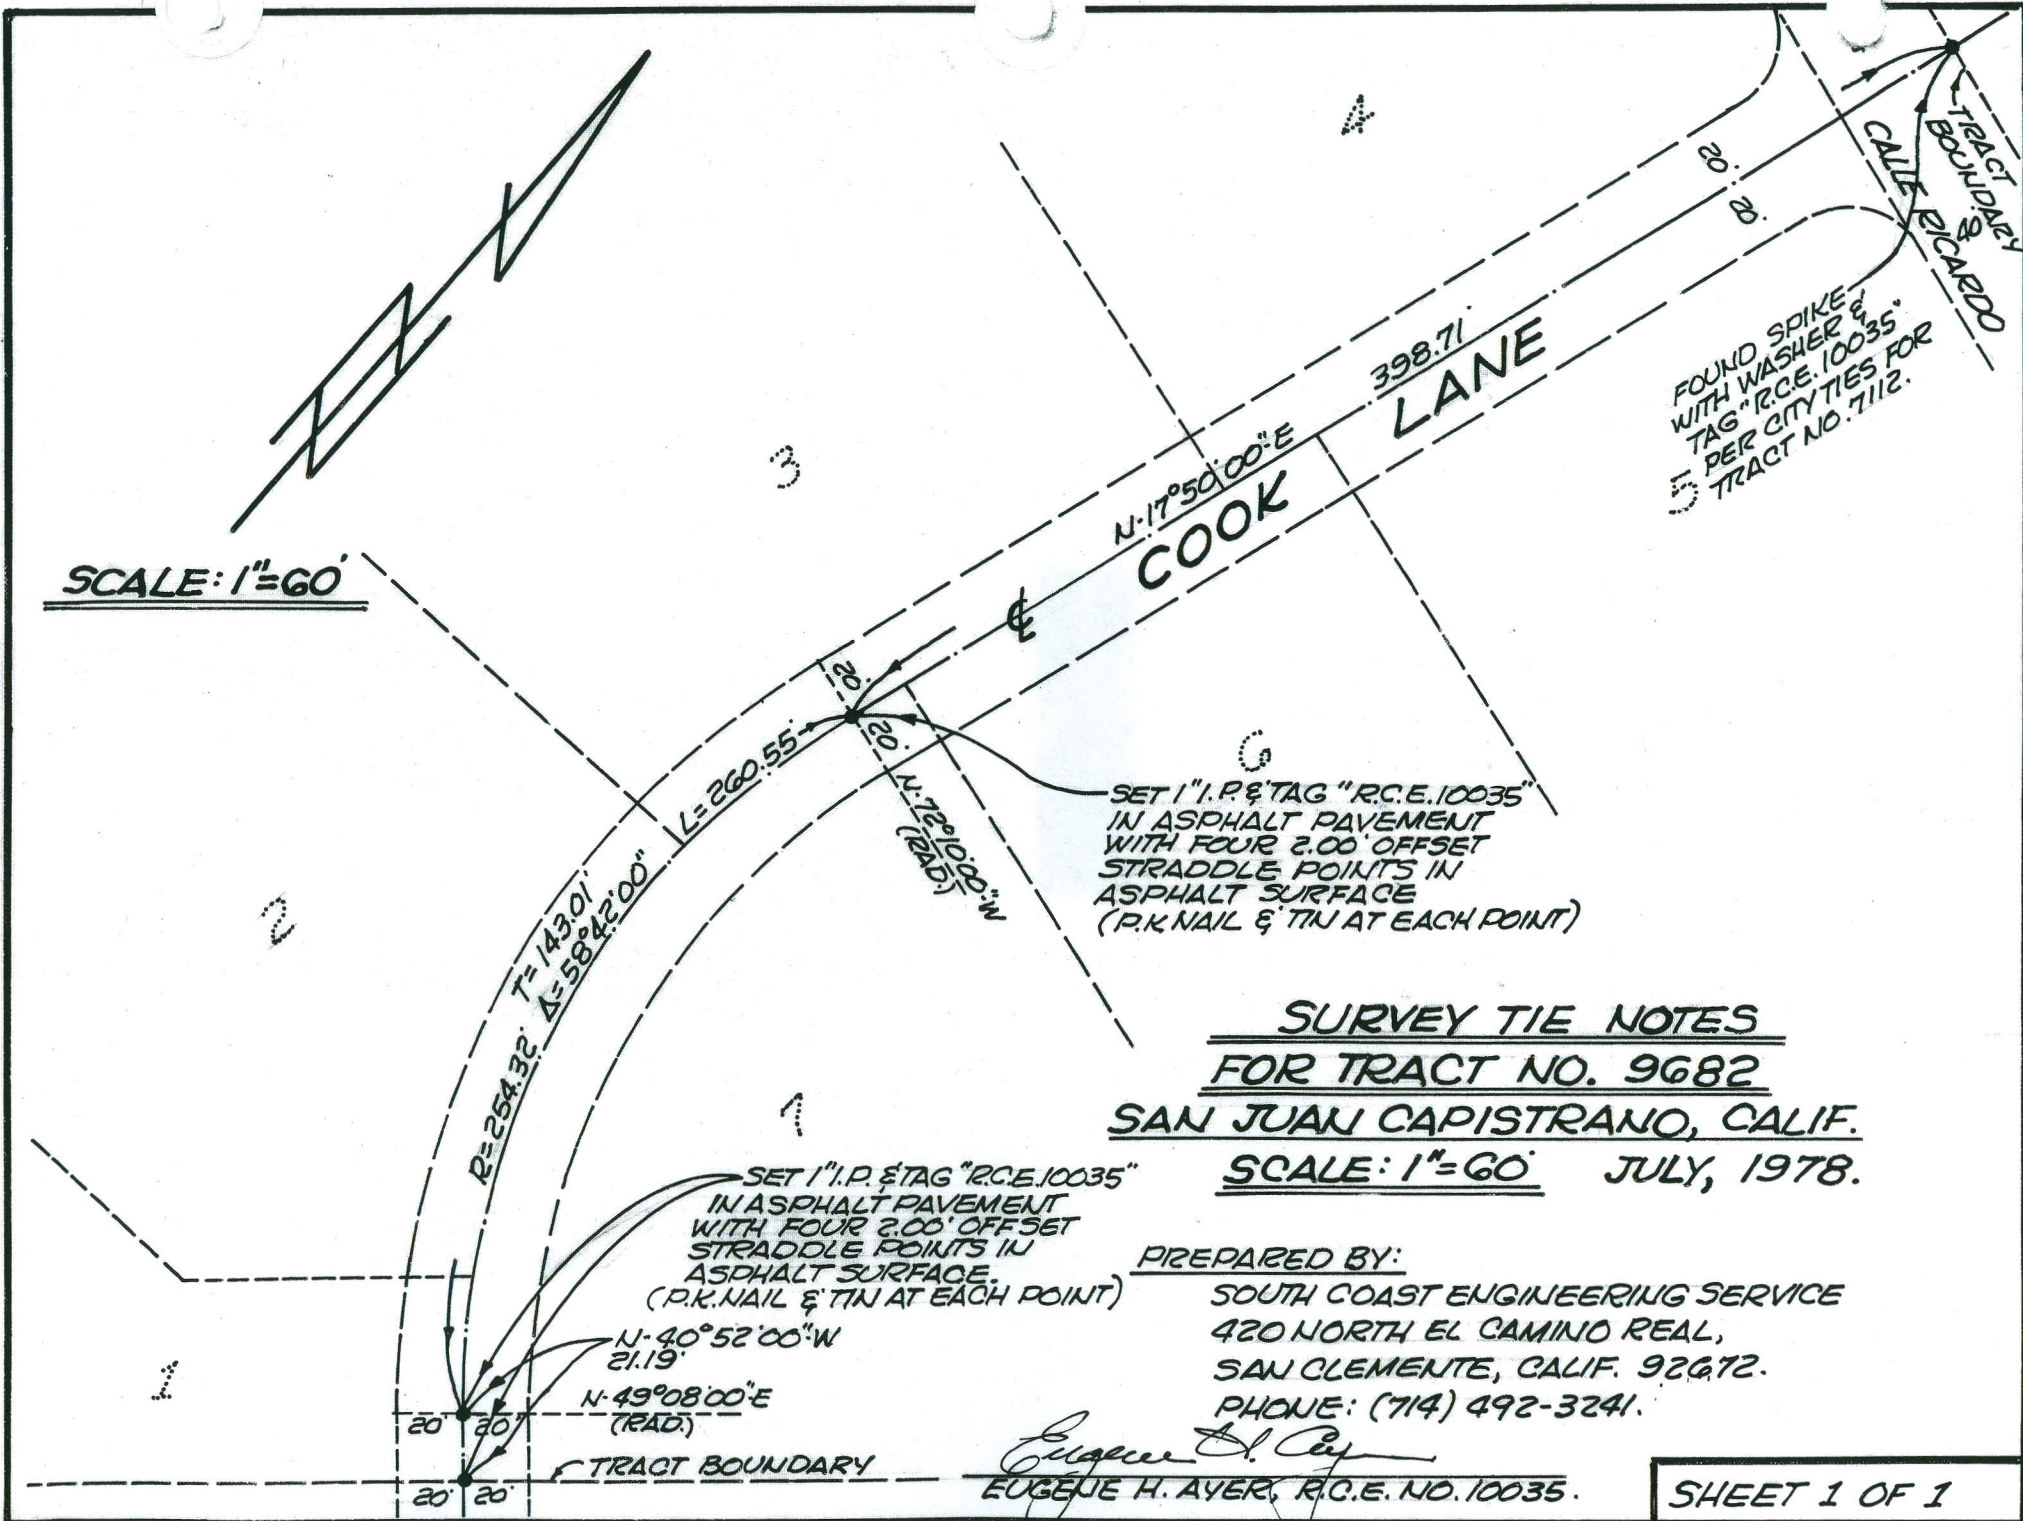 4
TRACT
BOUNDARY
CALLE RICARDO
40'
20'
20'
398.71'
LANE
N-17°50'00"-E
COOK
FOUND SPIKE
WITH WASHER &
TAG "R.C.E. 10035"
PER CITY TIES FOR
TRACT NO. 7112.
5
3
SCALE: 1"=60'
℄
20'
20'
L=260.55'
N-72°10'00"-W
(RAD.)
6
SET 1" I.P. & TAG "R.C.E. 10035"
IN ASPHALT PAVEMENT
WITH FOUR 2.00' OFFSET
STRADDLE POINTS IN
ASPHALT SURFACE
(P.K. NAIL & TIN AT EACH POINT)
2
T=143.01'
Δ=58°42'00"
R=254.32'
7
SURVEY TIE NOTES
FOR TRACT NO. 9682
SAN JUAN CAPISTRANO, CALIF.
SCALE: 1"=60' JULY, 1978.
SET 1" I.P. & TAG "R.C.E. 10035"
IN ASPHALT PAVEMENT
WITH FOUR 2.00' OFFSET
STRADDLE POINTS IN
ASPHALT SURFACE.
(P.K. NAIL & TIN AT EACH POINT)
N-40°52'00"-W
21.19'
N-49°08'00"-E
(RAD.)
1
20' 20'
TRACT BOUNDARY
20' 20'
PREPARED BY:
SOUTH COAST ENGINEERING SERVICE
420 NORTH EL CAMINO REAL,
SAN CLEMENTE, CALIF. 92672.
PHONE: (714) 492-3241.
Eugene H. Ayer
EUGENE H. AYER, R.C.E. NO. 10035.
SHEET 1 OF 1